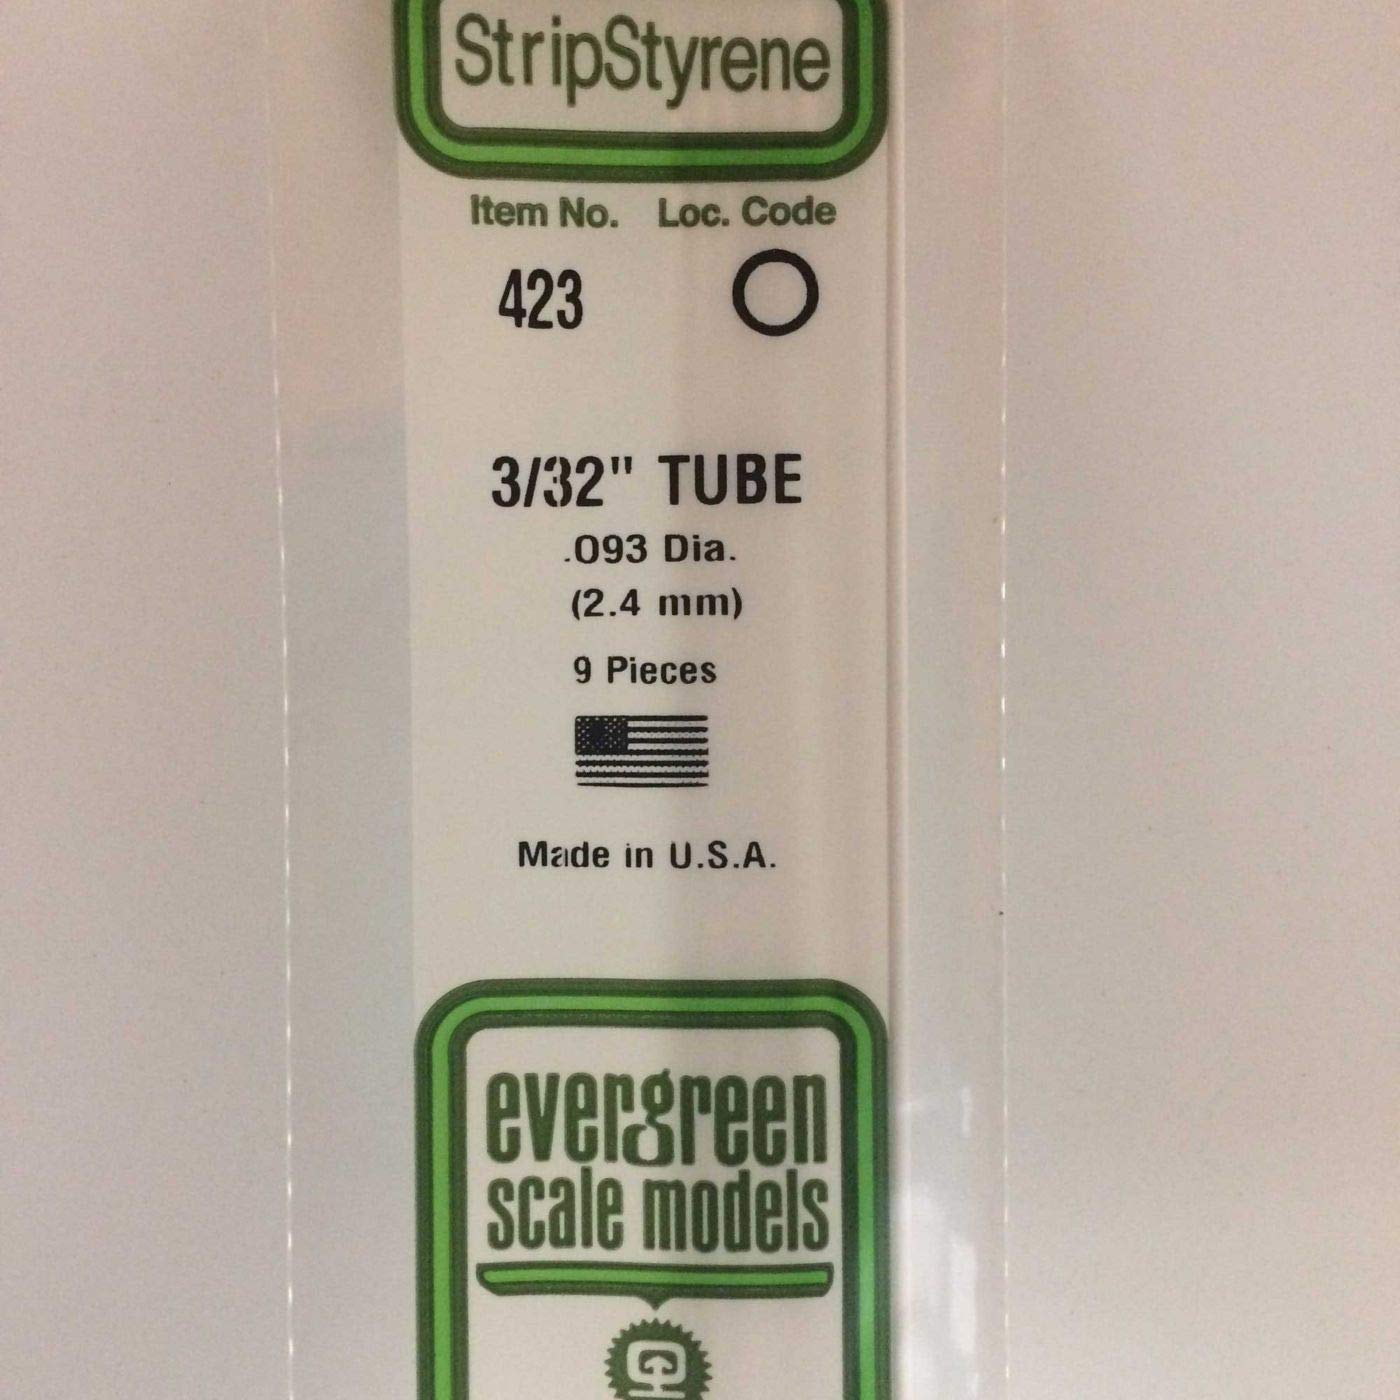 StripStyrene
Item No. Loc. Code
423
3/32" TUBE
.093 Dia.
(2.4 mm)
9 Pieces
Made in U.S.A.
evergreen
scale models